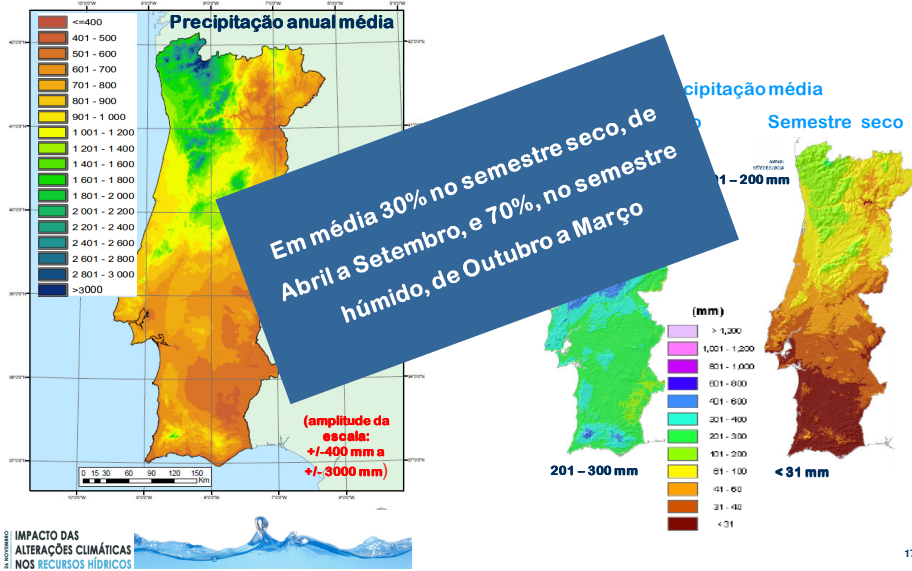 Precipitação anual média
<=400
401 - 500
501 - 600
601 - 700
701 - 800
801 - 900
901 - 1 000
1 001 - 1 200
1 201 - 1 400
1 401 - 1 600
1 601 - 1 800
1 801 - 2 000
2 001 - 2 200
2 201 - 2 400
2 401 - 2 600
2 601 - 2 800
2 801 - 3 000
>3000
(amplitude da
escala:
+/-400 mm a
+/- 3000 mm)
0 15 30 60 90 120 150
Km
Em média 30% no semestre seco, de
Abril a Setembro, e 70%, no semestre
húmido, de Outubro a Março
cipitação média
o Semestre seco
1 – 200 mm
(mm)
> 1,200
1,001 - 1,200
801 - 1,000
601 - 800
401 - 600
301 - 400
201 - 300
101 - 200
61 - 100
41 - 60
31 - 40
< 31
201 – 300 mm
< 31 mm
24 NOVEMBRO
IMPACTO DAS
ALTERAÇÕES CLIMÁTICAS
NOS RECURSOS HÍDRICOS
17